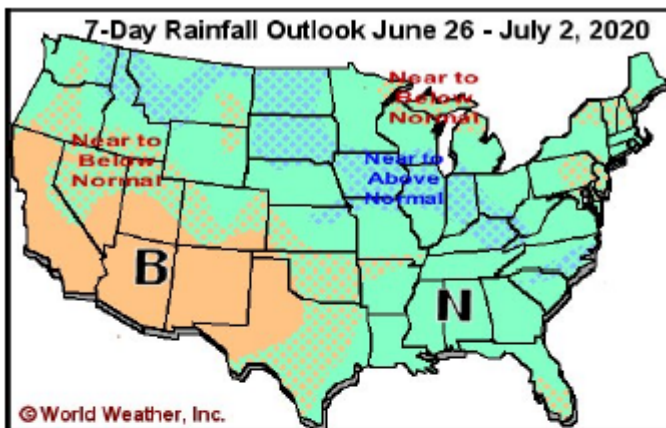 7-Day Rainfall Outlook June 26 - July 2, 2020
Near to
Below
Normal
Near to
Below
Normal
Near to
Above
Normal
B
N
© World Weather, Inc.